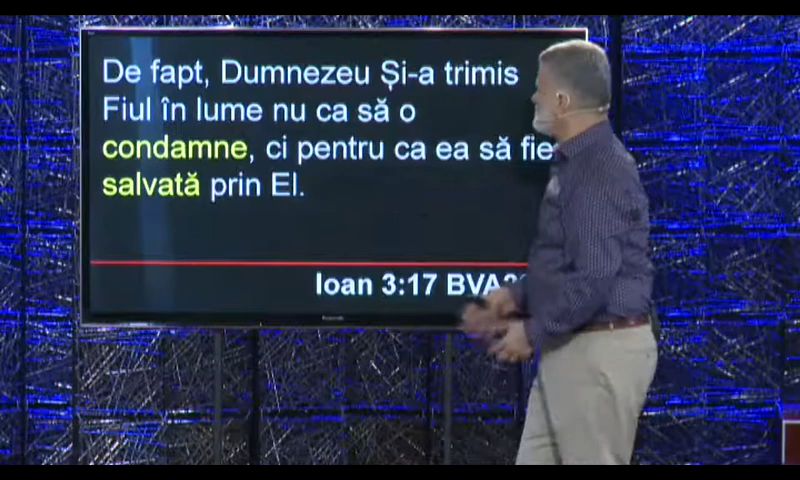 De fapt, Dumnezeu Și-a trimis
Fiul în lume nu ca să o
condamne, ci pentru ca ea să fie
salvată prin El.
Ioan 3:17